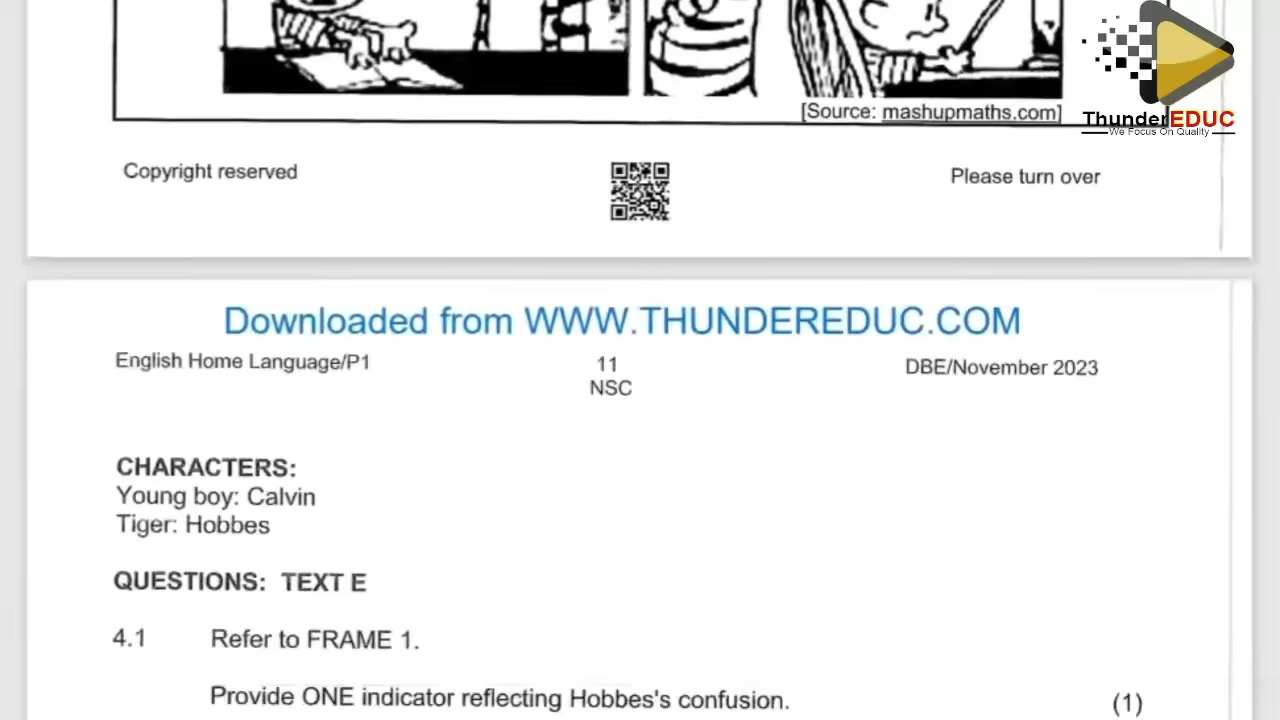 [Source: mashupmaths.com]
ThunderEDUC
We Focus On Quality
Copyright reserved
Please turn over
Downloaded from WWW.THUNDEREDUC.COM
English Home Language/P1
11
NSC
DBE/November 2023
CHARACTERS:
Young boy: Calvin
Tiger: Hobbes
QUESTIONS: TEXT E
4.1 Refer to FRAME 1.
Provide ONE indicator reflecting Hobbes's confusion. (1)